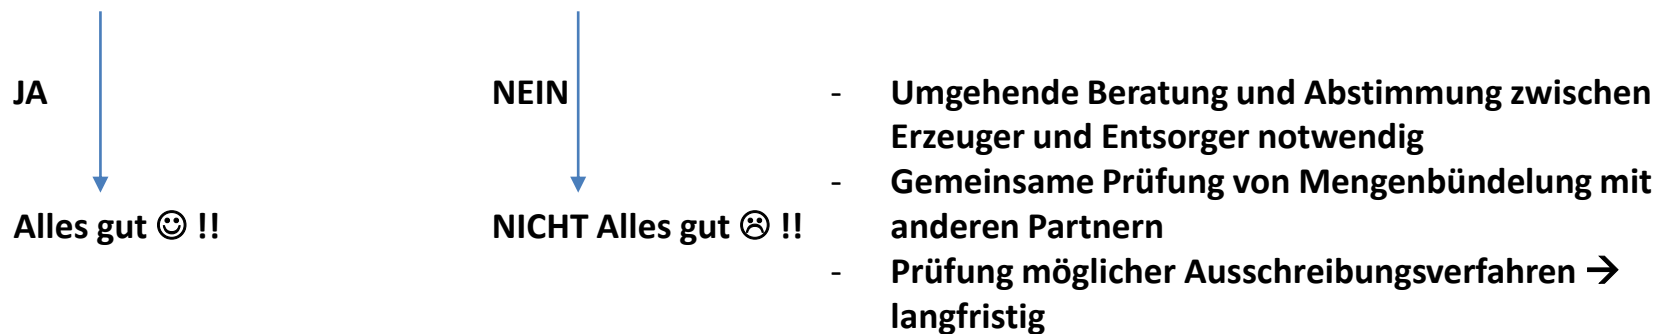 JA
Alles gut ☺ !!
NEIN
NICHT Alles gut ☹ !!
- Umgehende Beratung und Abstimmung zwischen
Erzeuger und Entsorger notwendig
- Gemeinsame Prüfung von Mengenbündelung mit
anderen Partnern
- Prüfung möglicher Ausschreibungsverfahren →
langfristig